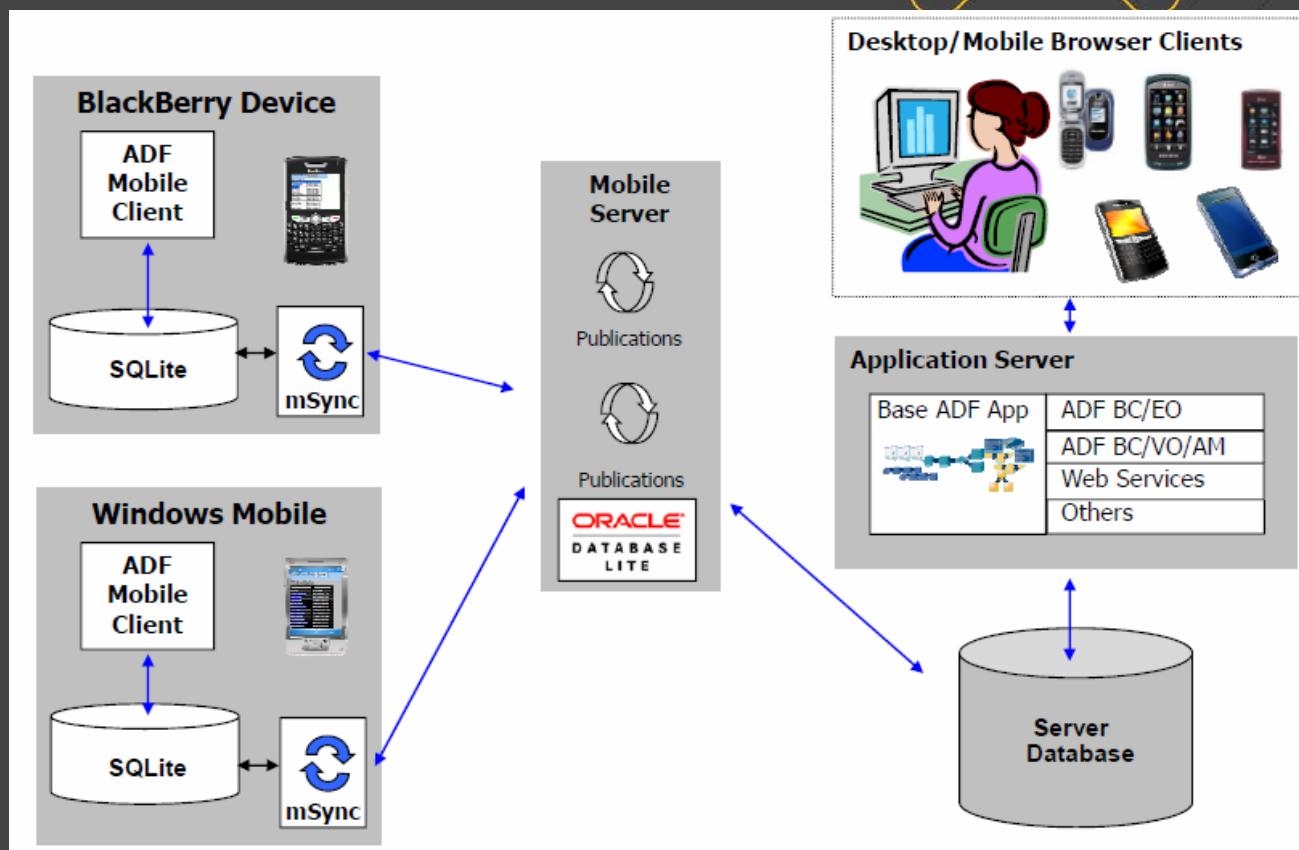 BlackBerry Device
ADF
Mobile
Client
SQLite
mSync
Windows Mobile
ADF
Mobile
Client
SQLite
mSync
Mobile
Server
Publications
Publications
ORACLE
DATABASE
LITE
Desktop/Mobile Browser Clients
Application Server
Base ADF App
ADF BC/EO
ADF BC/VO/AM
Web Services
Others
Server
Database